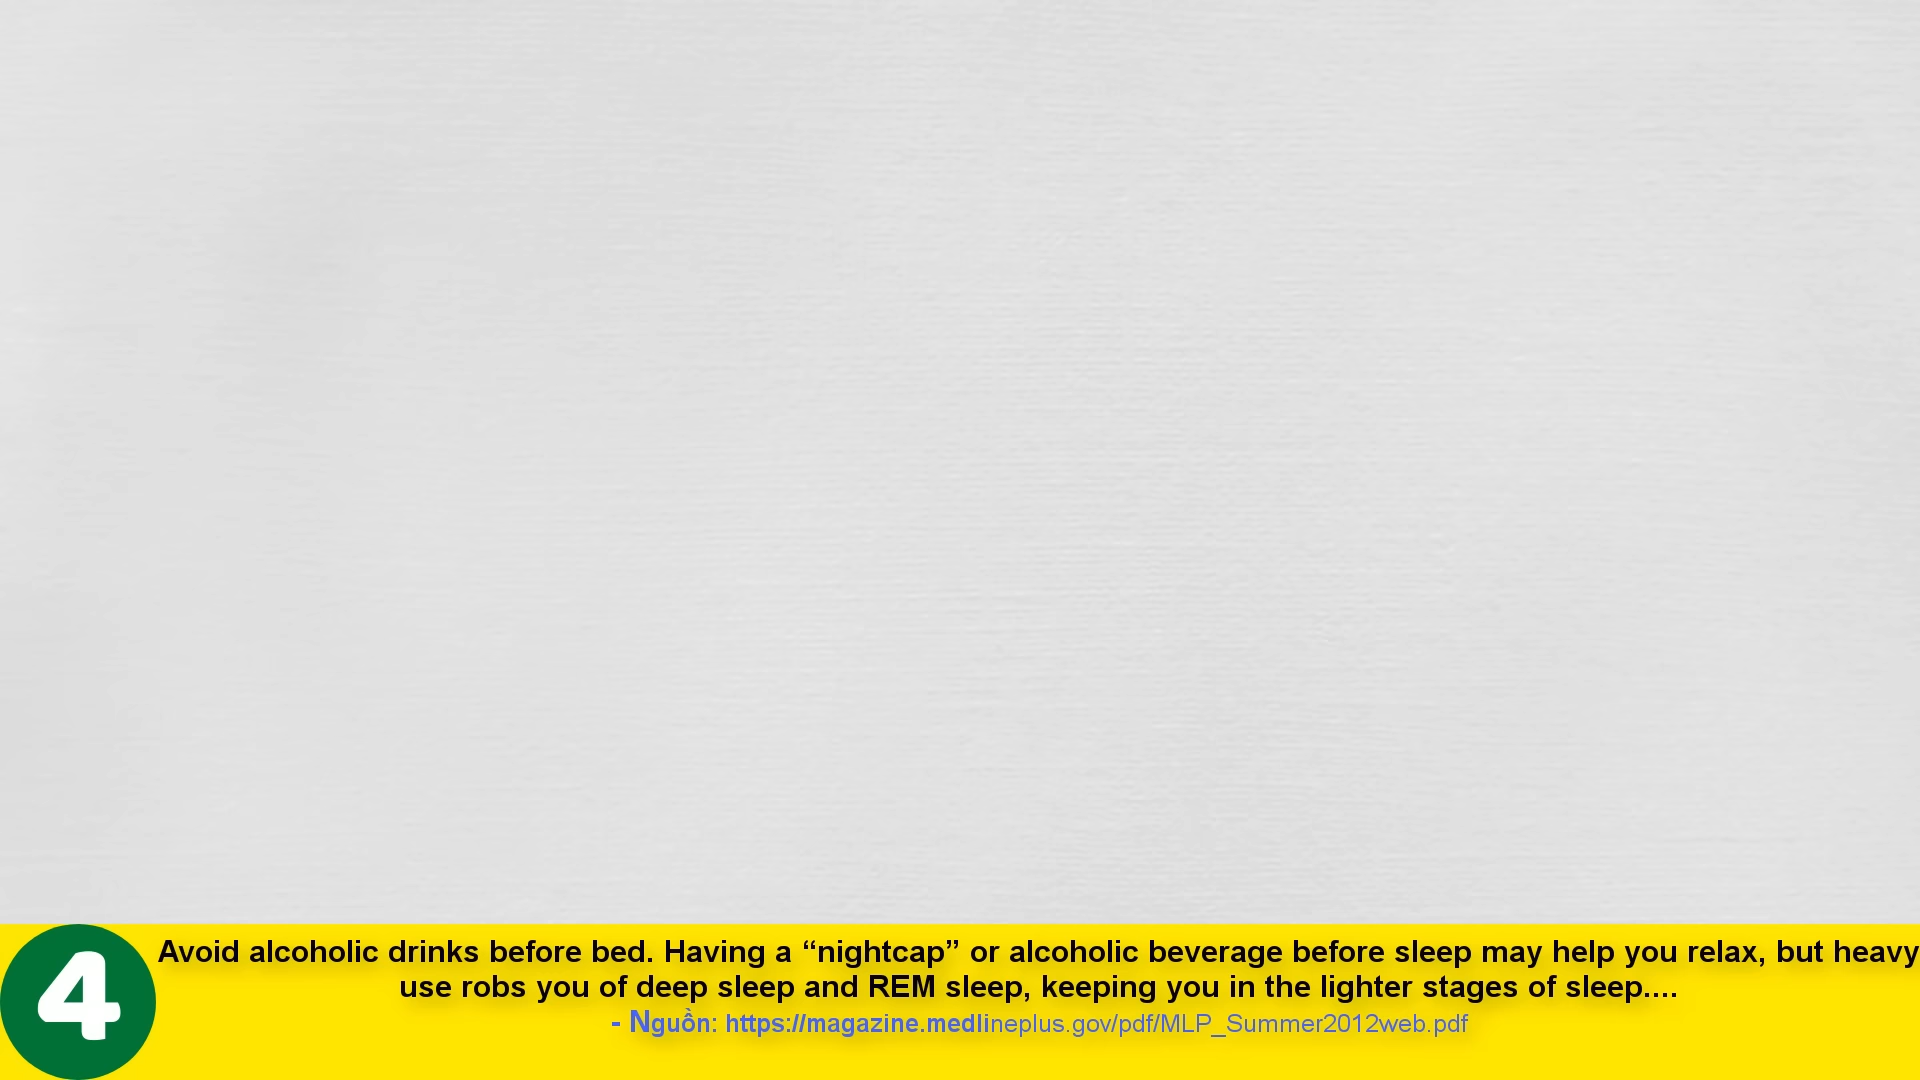 4
Avoid alcoholic drinks before bed. Having a “nightcap” or alcoholic beverage before sleep may help you relax, but heavy
use robs you of deep sleep and REM sleep, keeping you in the lighter stages of sleep....
- Nguồn: https://magazine.medlineplus.gov/pdf/MLP_Summer2012web.pdf